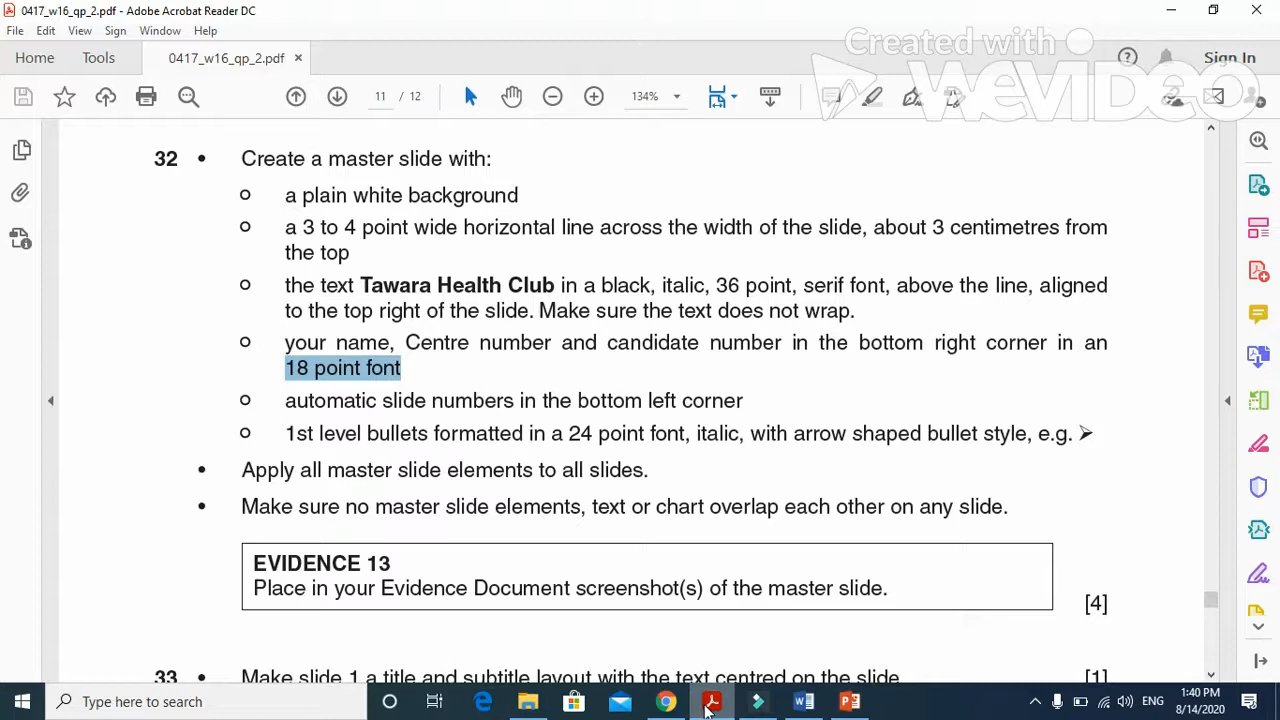 0417_w16_qp_2.pdf - Adobe Acrobat Reader DC
File Edit View Sign Window Help
Home Tools 0417_w16_qp_2.pdf × Sign In
Created with
wevideo
11 / 12 134%
32 • Create a master slide with:
a plain white background
a 3 to 4 point wide horizontal line across the width of the slide, about 3 centimetres from
the top
the text Tawara Health Club in a black, italic, 36 point, serif font, above the line, aligned
to the top right of the slide. Make sure the text does not wrap.
your name, Centre number and candidate number in the bottom right corner in an
18 point font
automatic slide numbers in the bottom left corner
1st level bullets formatted in a 24 point font, italic, with arrow shaped bullet style, e.g. ➢
• Apply all master slide elements to all slides.
• Make sure no master slide elements, text or chart overlap each other on any slide.
EVIDENCE 13
Place in your Evidence Document screenshot(s) of the master slide.
[4]
33 • Make slide 1 a title and subtitle layout with the text centred on the slide. [1]
Type here to search
ENG
1:40 PM
8/14/2020